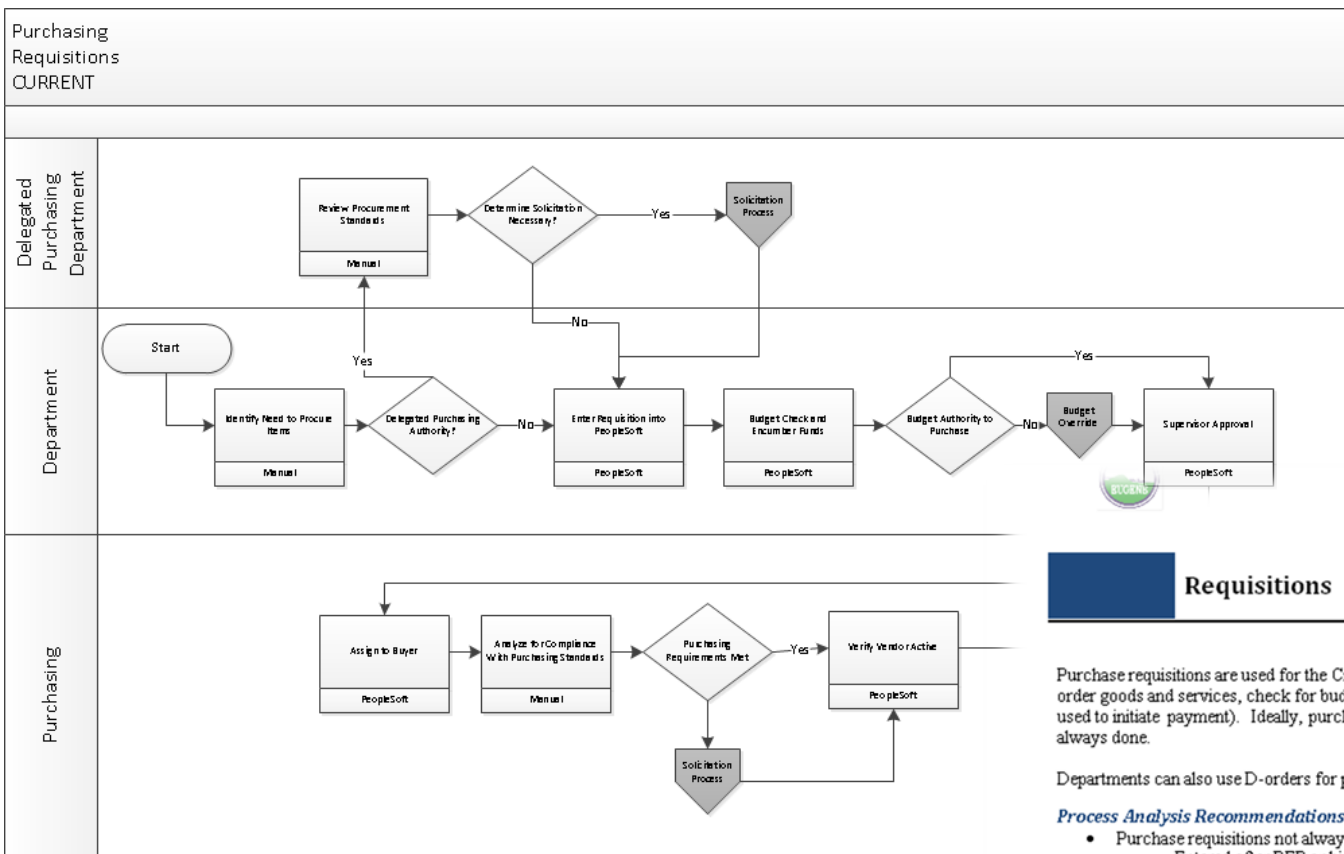 Purchasing
Requisitions
CURRENT
Delegated
Purchasing
Department
Review Procurement
Standards
Manual
Determine Solicitation
Necessary?
Yes
Solicitation
Process
No
Department
Start
Yes
Identify Need to Procure
Items
Manual
Delegated Purchasing
Authority?
No
Enter Requisition into
PeopleSoft
PeopleSoft
Budget Check and
Encumber Funds
PeopleSoft
Budget Authority to
Purchase
Yes
No
Budget
Override
Supervisor Approval
PeopleSoft
EUGENE
Purchasing
Assign to Buyer
PeopleSoft
Analyze for Compliance
With Purchasing Standards
Manual
Purchasing
Requirements Met
Yes
Verify Vendor Active
PeopleSoft
Solicitation
Process
Requisitions
Purchase requisitions are used for the
order goods and services, check for
used to initiate payment). Ideally,
always done.
Departments can also use D-orders for
Process Analysis Recommendations
• Purchase requisitions not